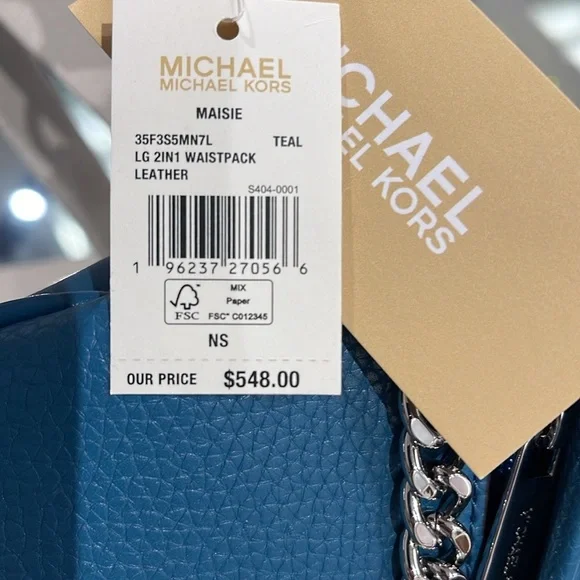 MICHAEL
MICHAEL KORS
MAISIE
35F3S5MN7L TEAL
LG 2IN1 WAISTPACK
LEATHER
S404-0001
1 96237 27056 6
FSC
MIX
Paper
FSC® C012345
NS
OUR PRICE $548.00
MICHAEL
EL KORS